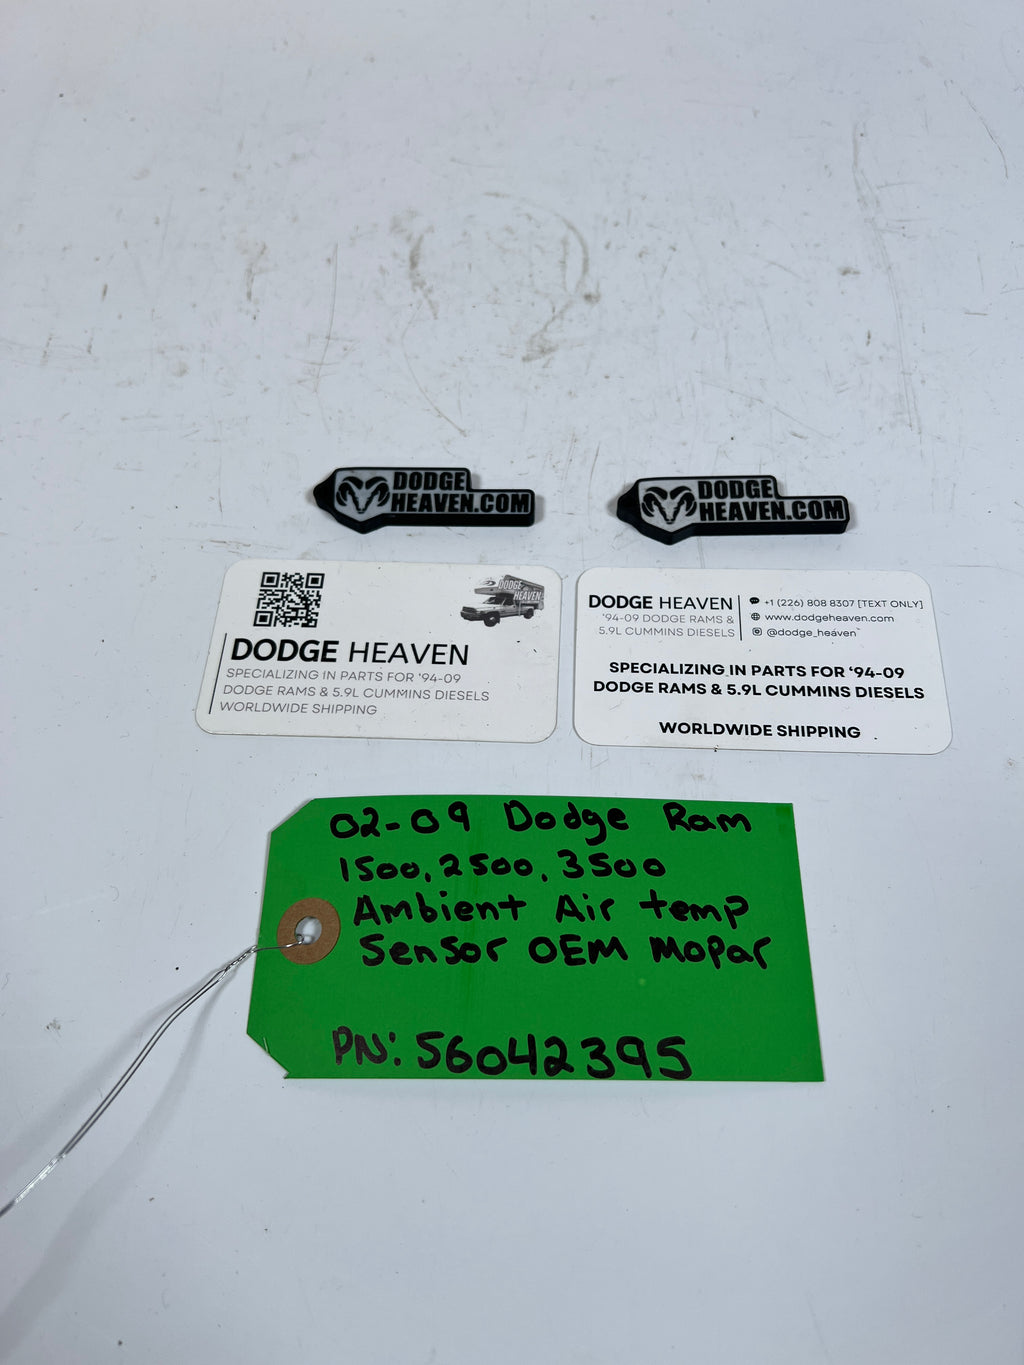 DODGE
HEAVEN.COM
DODGE
HEAVEN.COM
DODGE
HEAVEN
DODGE HEAVEN
SPECIALIZING IN PARTS FOR '94-09
DODGE RAMS & 5.9L CUMMINS DIESELS
WORLDWIDE SHIPPING
DODGE HEAVEN
'94-09 DODGE RAMS &
5.9L CUMMINS DIESELS
+1 (226) 808 8307 [TEXT ONLY]
www.dodgeheaven.com
@dodge_heaven
SPECIALIZING IN PARTS FOR '94-09
DODGE RAMS & 5.9L CUMMINS DIESELS
WORLDWIDE SHIPPING
02-09 Dodge Ram
1500, 2500, 3500
Ambient Air temp
Sensor OEM Mopar
PN: 56042395